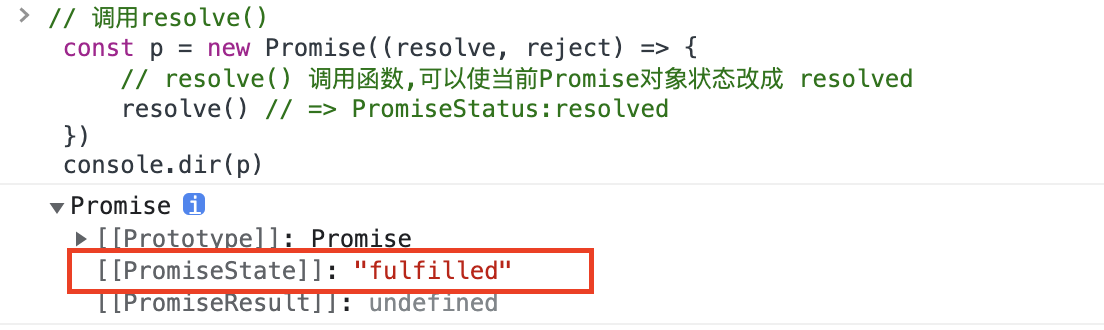 // 调用resolve()
const p = new Promise((resolve, reject) => {
// resolve() 调用函数,可以使当前Promise对象状态改成 resolved
resolve() // => PromiseStatus:resolved
})
console.dir(p)
Promise i
[[Prototype]]: Promise
[[PromiseState]]: "fulfilled"
[[PromiseResult]]: undefined